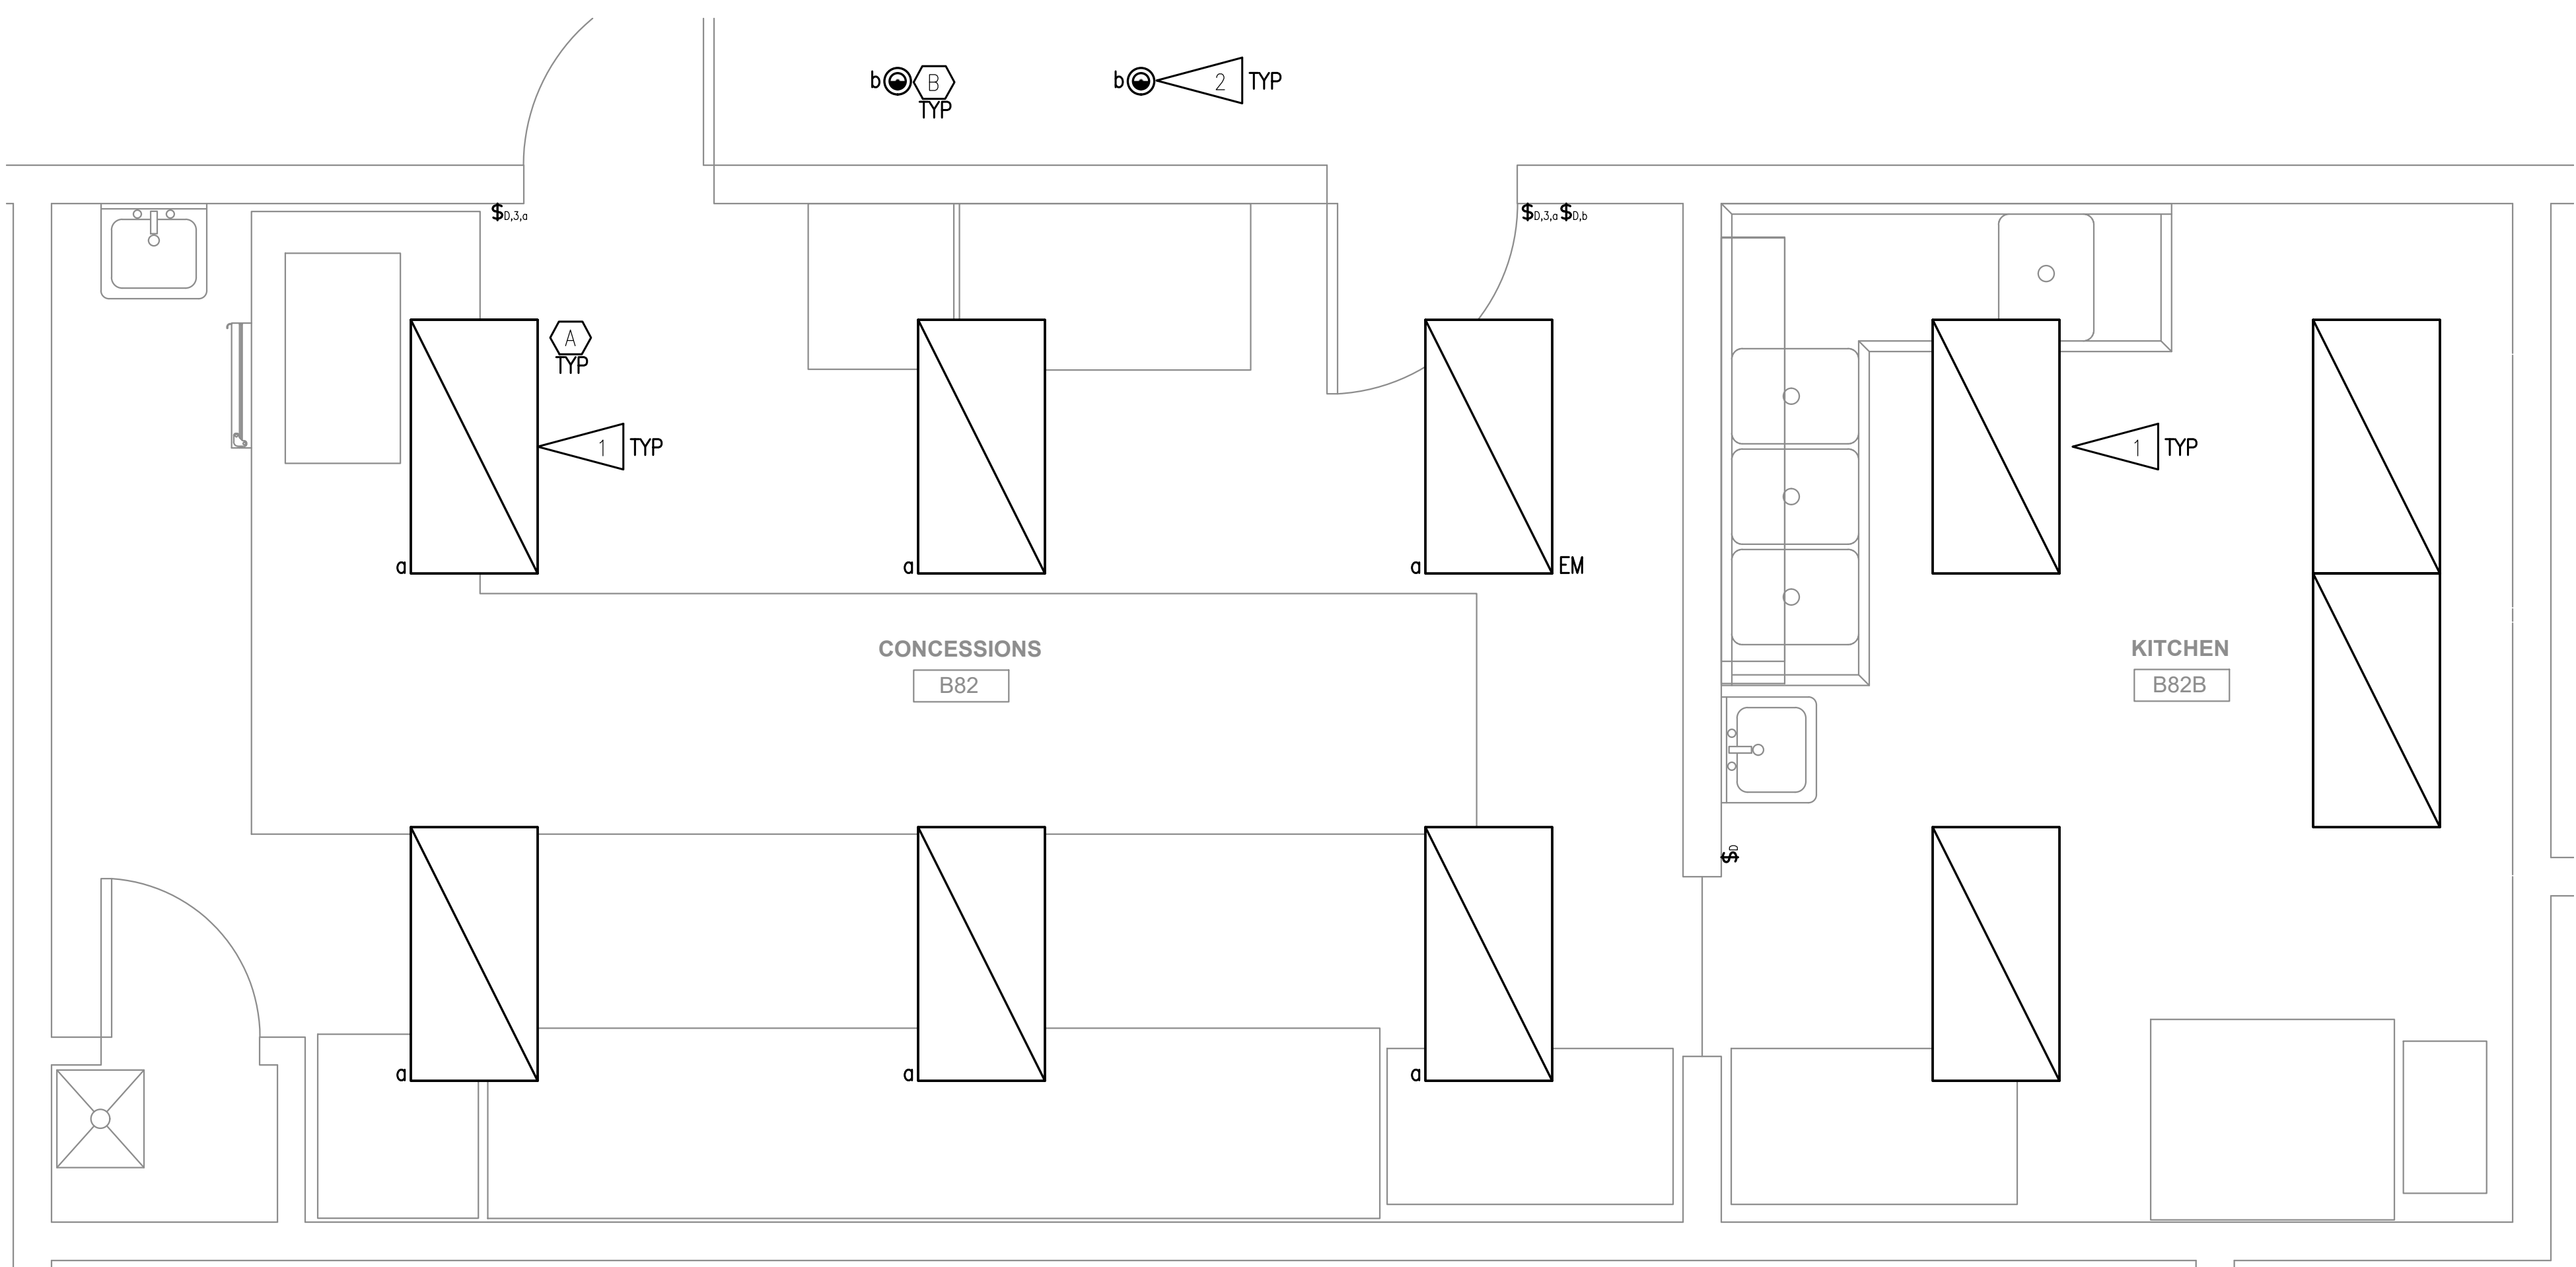 b B b 2 TYP
TYP
$D,3,a $D,3,a $D,b
A
TYP
1 TYP 1 TYP
a a a EM
CONCESSIONS KITCHEN
B82 B82B
$D
a a a